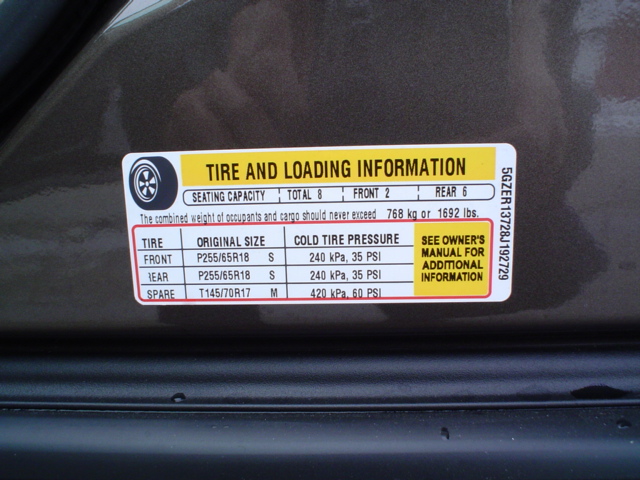 TIRE AND LOADING INFORMATION
SEATING CAPACITY TOTAL 8 FRONT 2 REAR 6
The combined weight of occupants and cargo should never exceed 768 kg or 1692 lbs.
TIRE ORIGINAL SIZE COLD TIRE PRESSURE
FRONT P255/65R18 S 240 kPa, 35 PSI
REAR P255/65R18 S 240 kPa, 35 PSI
SPARE T145/70R17 M 420 kPa, 60 PSI
SEE OWNER'S
MANUAL FOR
ADDITIONAL
INFORMATION
5GZER13728J192729